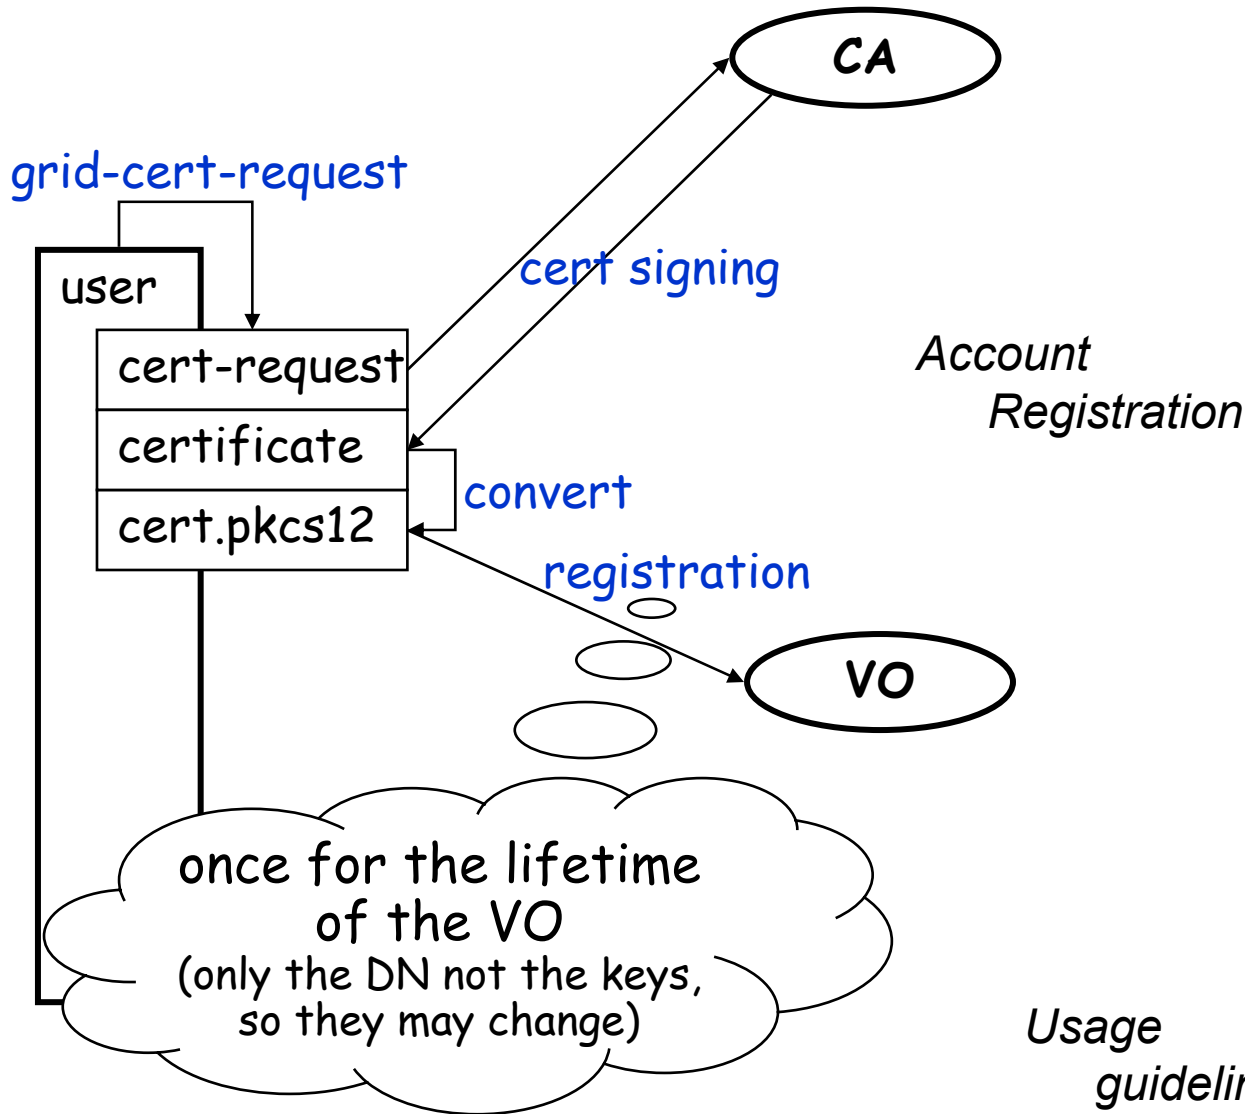 CA
grid-cert-request
user
cert signing
cert-request
Account
Registration
certificate
convert
cert.pkcs12
registration
VO
once for the lifetime
of the VO
(only the DN not the keys,
so they may change)
Usage
guidelin